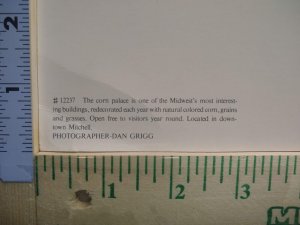 # 12237 The corn palace is one of the Midwest's most interest-
ing buildings, redecorated each year with natural colored corn, grains
and grasses. Open free to visitors year round. Located in down-
town Mitchell.
PHOTOGRAPHER-DAN GRIGG
1
2
1 2 3
M